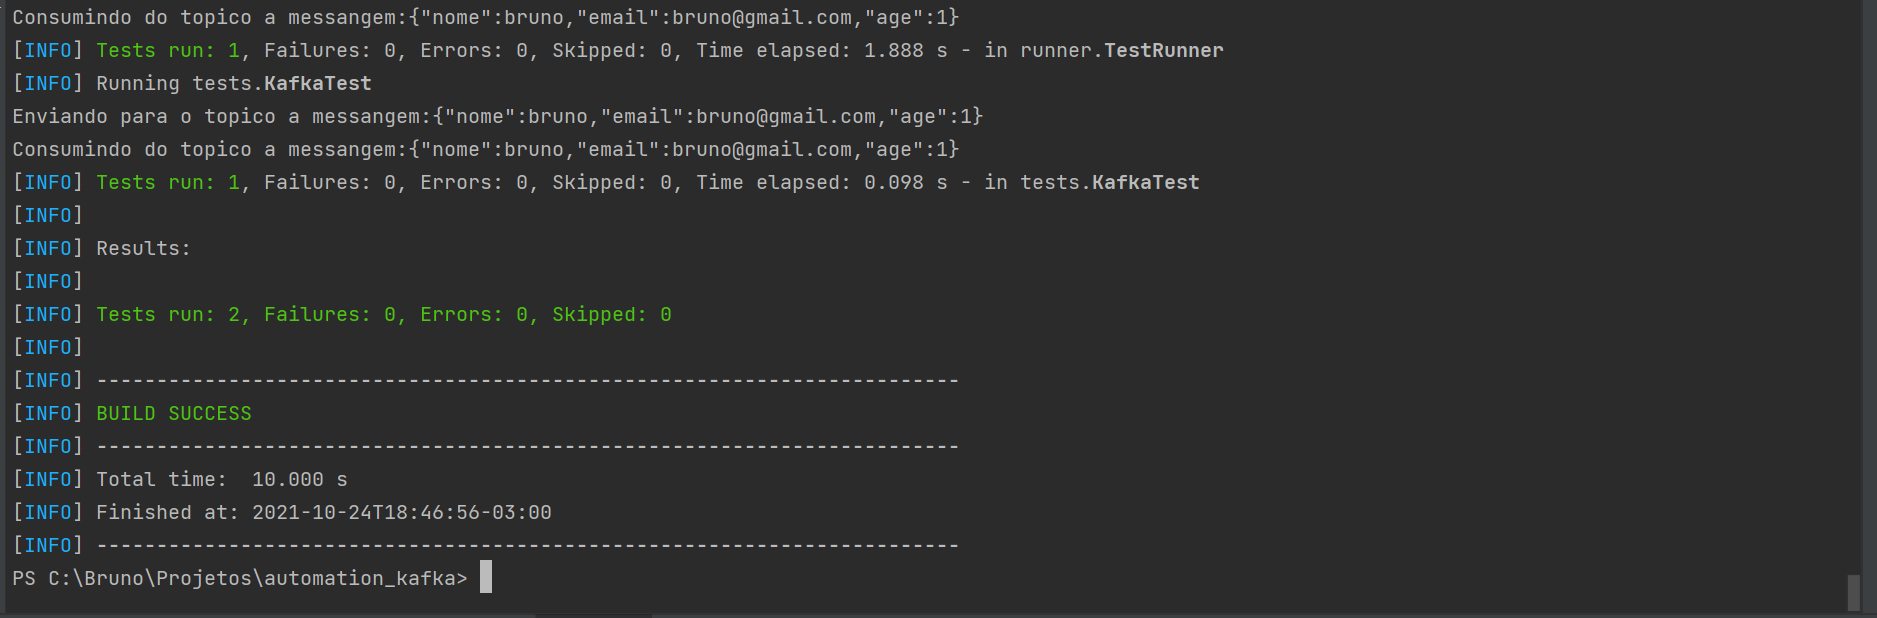 Consumindo do topico a messangem:{"nome":bruno,"email":bruno@gmail.com,"age":1}
[INFO] Tests run: 1, Failures: 0, Errors: 0, Skipped: 0, Time elapsed: 1.888 s - in runner.TestRunner
[INFO] Running tests.KafkaTest
Enviando para o topico a messangem:{"nome":bruno,"email":bruno@gmail.com,"age":1}
Consumindo do topico a messangem:{"nome":bruno,"email":bruno@gmail.com,"age":1}
[INFO] Tests run: 1, Failures: 0, Errors: 0, Skipped: 0, Time elapsed: 0.098 s - in tests.KafkaTest
[INFO]
[INFO] Results:
[INFO]
[INFO] Tests run: 2, Failures: 0, Errors: 0, Skipped: 0
[INFO]
[INFO] ------------------------------------------------------------------------
[INFO] BUILD SUCCESS
[INFO] ------------------------------------------------------------------------
[INFO] Total time:  10.000 s
[INFO] Finished at: 2021-10-24T18:46:56-03:00
[INFO] ------------------------------------------------------------------------
PS C:\Bruno\Projetos\automation_kafka>